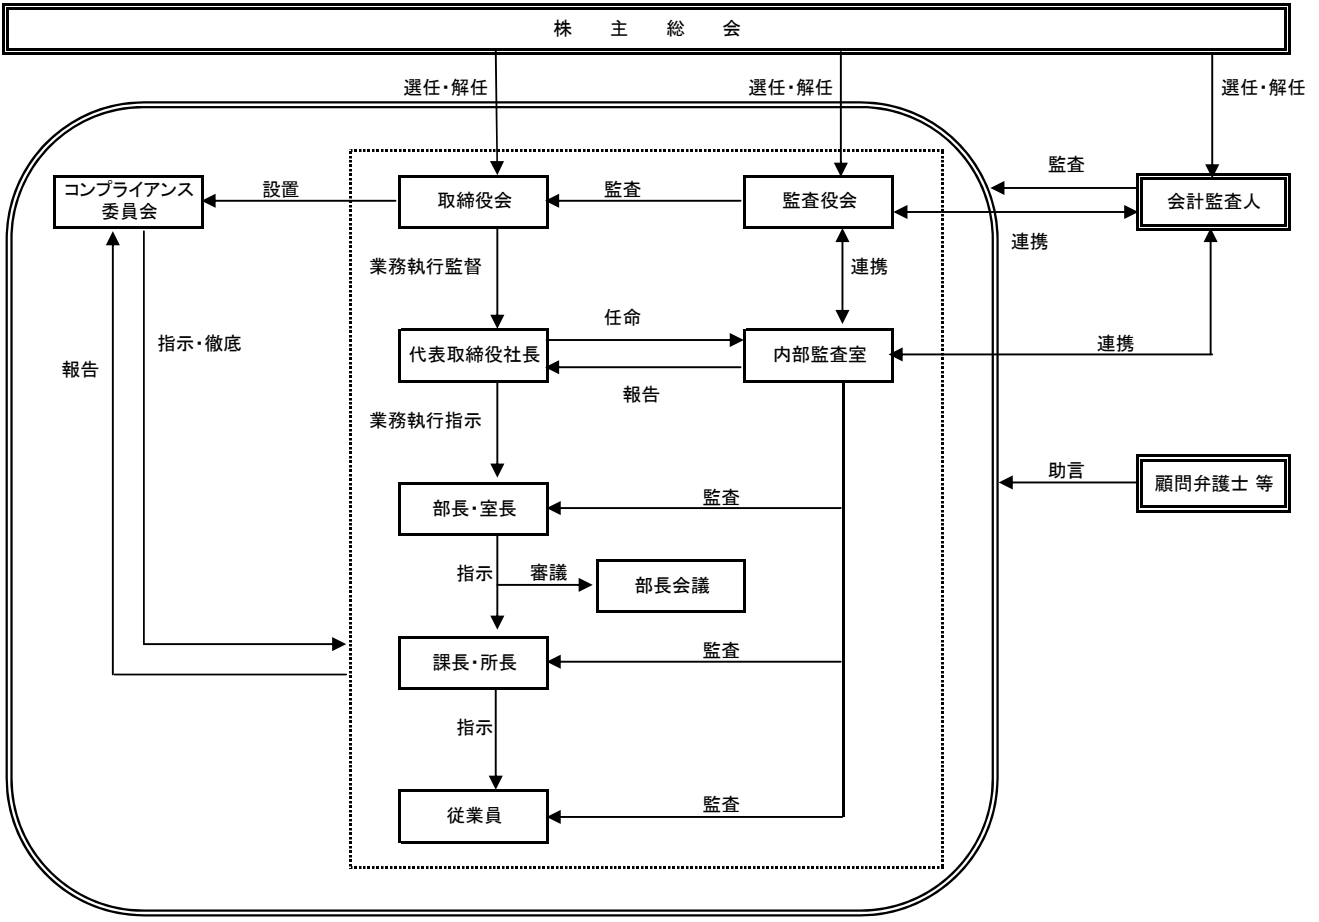 株　主　総　会
選任・解任
選任・解任
選任・解任
監査
コンプライアンス
委員会
設置
取締役会
監査
監査役会
会計監査人
連携
業務執行監督
連携
任命
指示・徹底
代表取締役社長
内部監査室
連携
報告
報告
業務執行指示
助言
顧問弁護士 等
監査
部長・室長
指示
審議
部長会議
監査
課長・所長
指示
監査
従業員